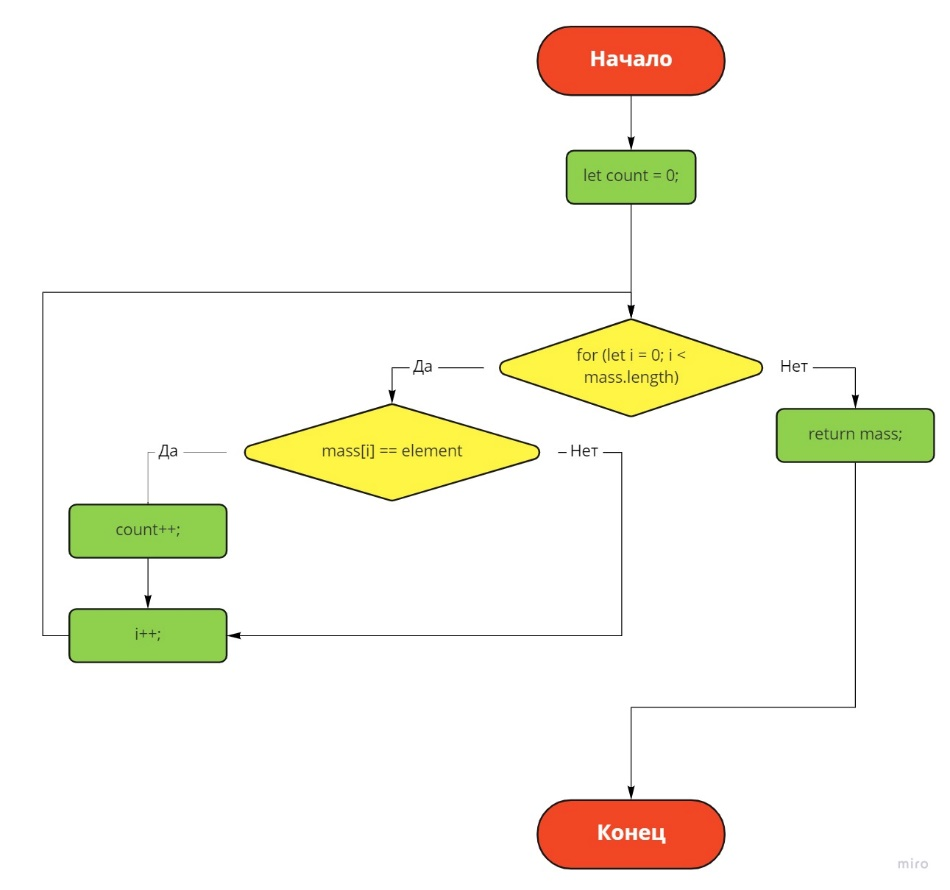 Начало
let count = 0;
for (let i = 0; i <
mass.length)
Да
Нет
return mass;
mass[i] == element
Да
Нет
count++;
i++;
Конец
miro